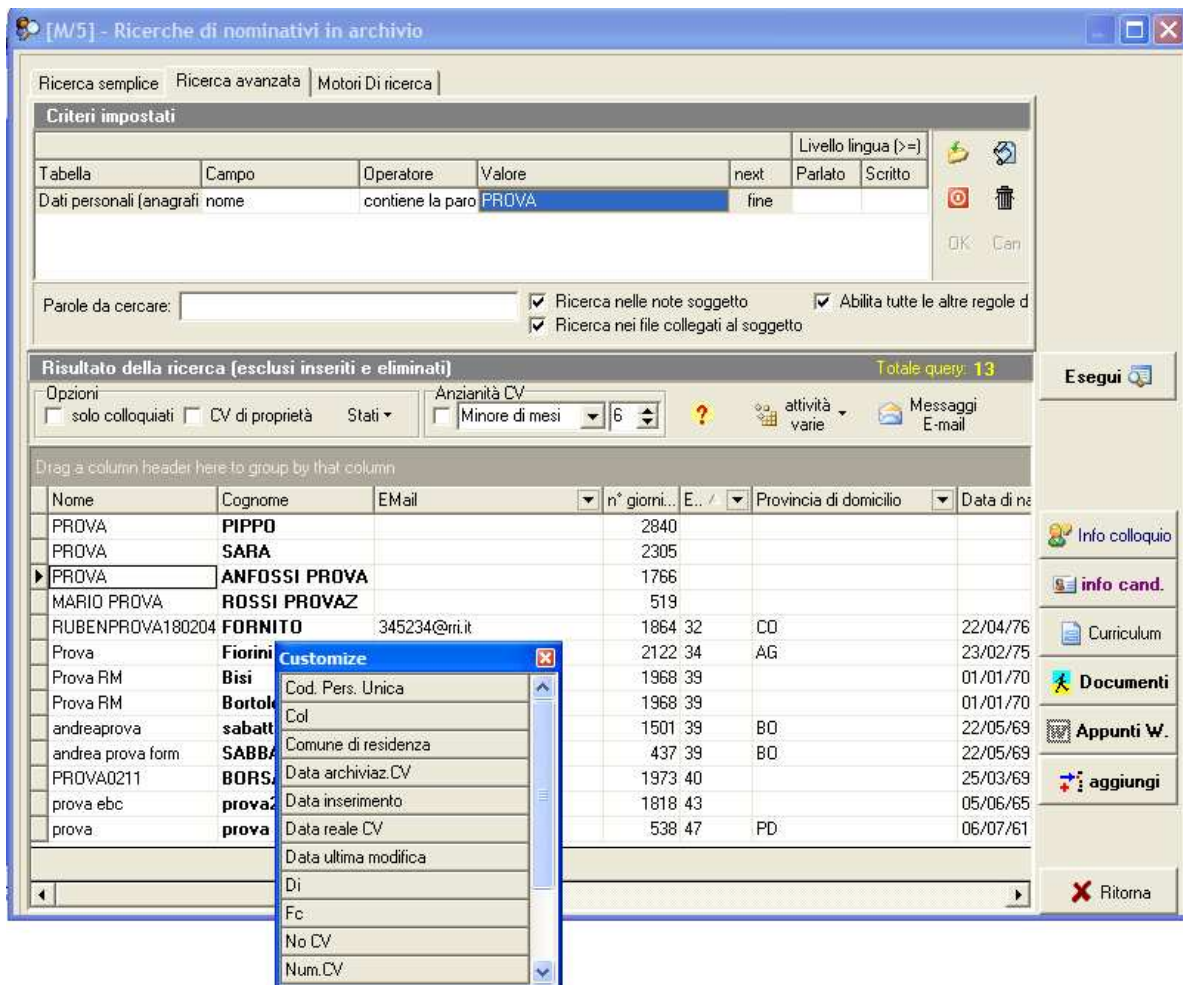 [M/5] - Ricerche di nominativi in archivio
Ricerca semplice Ricerca avanzata Motori Di ricerca
Criteri impostati
Livello lingua (>=)
Tabella Campo Operatore Valore next Parlato Scritto
Dati personali (anagrafi nome contiene la paro PROVA fine
OK Can
Parole da cercare: Ricerca nelle note soggetto Abilita tutte le altre regole d
Ricerca nei file collegati al soggetto
Risultato della ricerca (esclusi inseriti e eliminati) Totale query: 13
Esegui
Opzioni Anzianità CV
solo colloquiati CV di proprietà Stati Minore di mesi 6 ? attività varie Messaggi E-mail
Drag a column header here to group by that column
Nome Cognome EMail n° giorni... E.. Provincia di domicilio Data di na
PROVA PIPPO 2840
PROVA SARA 2305
PROVA ANFOSSI PROVA 1766
MARIO PROVA ROSSI PROVAZ 519
RUBENPROVA180204 FORNITO 345234@rri.it 1864 32 CO 22/04/76
Prova Fiorini 2122 34 AG 23/02/75
Prova RM Bisi 1968 39 01/01/70
Prova RM Bortol 1968 39 01/01/70
andreaprova sabatt 1501 39 BO 22/05/69
andrea prova form SABBA 437 39 BO 22/05/69
PROVA0211 BORSA 1973 40 25/03/69
prova ebc prova2 1818 43 05/06/65
prova prova 538 47 PD 06/07/61
Customize
Cod. Pers. Unica
Col
Comune di residenza
Data archiviaz.CV
Data inserimento
Data reale CV
Data ultima modifica
Di
Fc
No CV
Num.CV
Info colloquio
info cand.
Curriculum
Documenti
Appunti W.
aggiungi
Ritorna